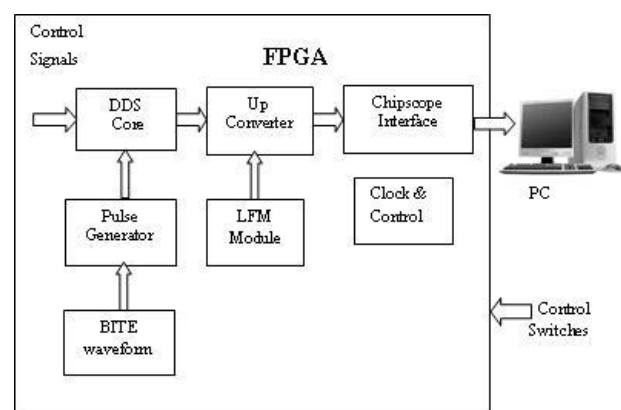 Control
Signals
FPGA
DDS
Core
Up
Converter
Chipscope
Interface
PC
Pulse
Generator
LFM
Module
Clock &
Control
BITE
waveform
Control
Switches